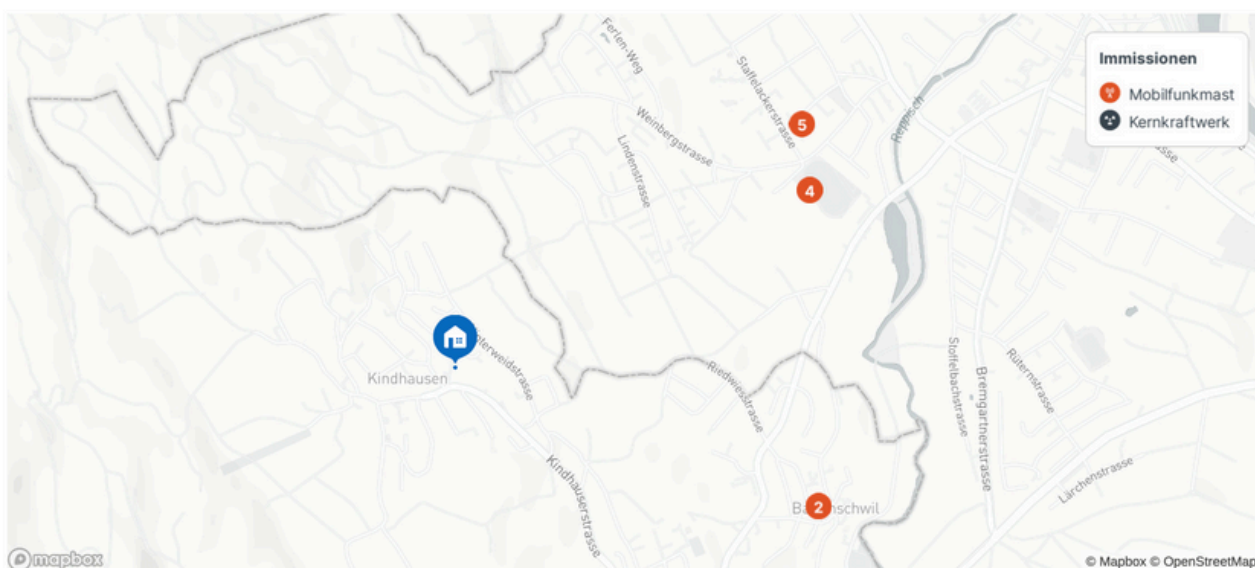 Immissionen
Mobilfunkmast
Kernkraftwerk
Ferlen-Weg
Staffelackerstrasse
Weinbergstrasse
Lindenstrasse
Reppisch
5
4
Kindhausen
Riedwiesstrasse
Stoffelbachstrasse
Bremgartnerstrasse
Rüternstrasse
Lärchenstrasse
Kindhauserstrasse
2
mapbox
© Mapbox © OpenStreetMap